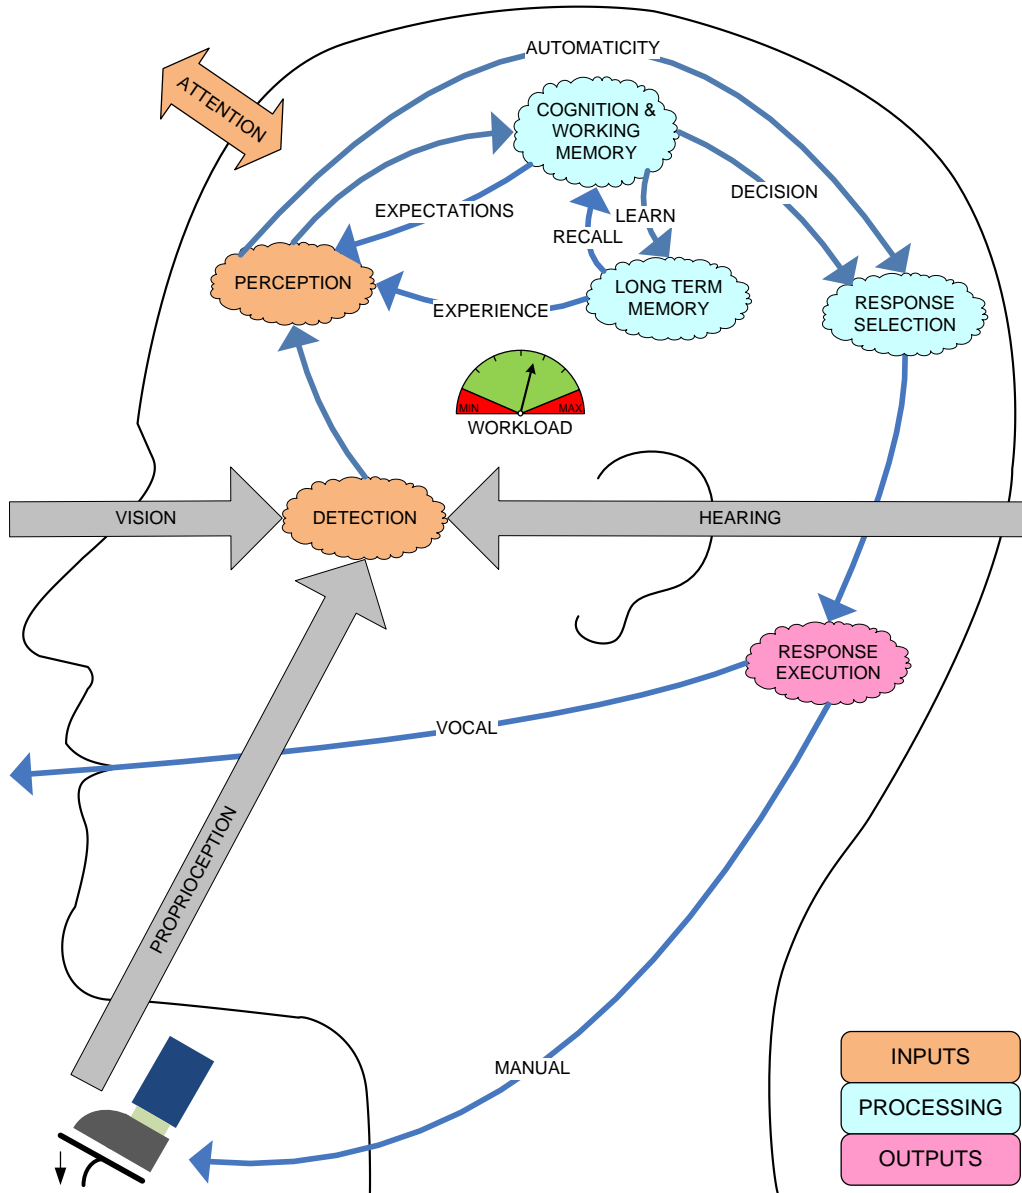 AUTOMATICITY
ATTENTION
COGNITION &
WORKING
MEMORY
DECISION
EXPECTATIONS
LEARN
RECALL
PERCEPTION
LONG TERM
MEMORY
EXPERIENCE
RESPONSE
SELECTION
MIN
MAX
WORKLOAD
VISION
DETECTION
HEARING
RESPONSE
EXECUTION
VOCAL
PROPRIOCEPTION
MANUAL
INPUTS
PROCESSING
OUTPUTS